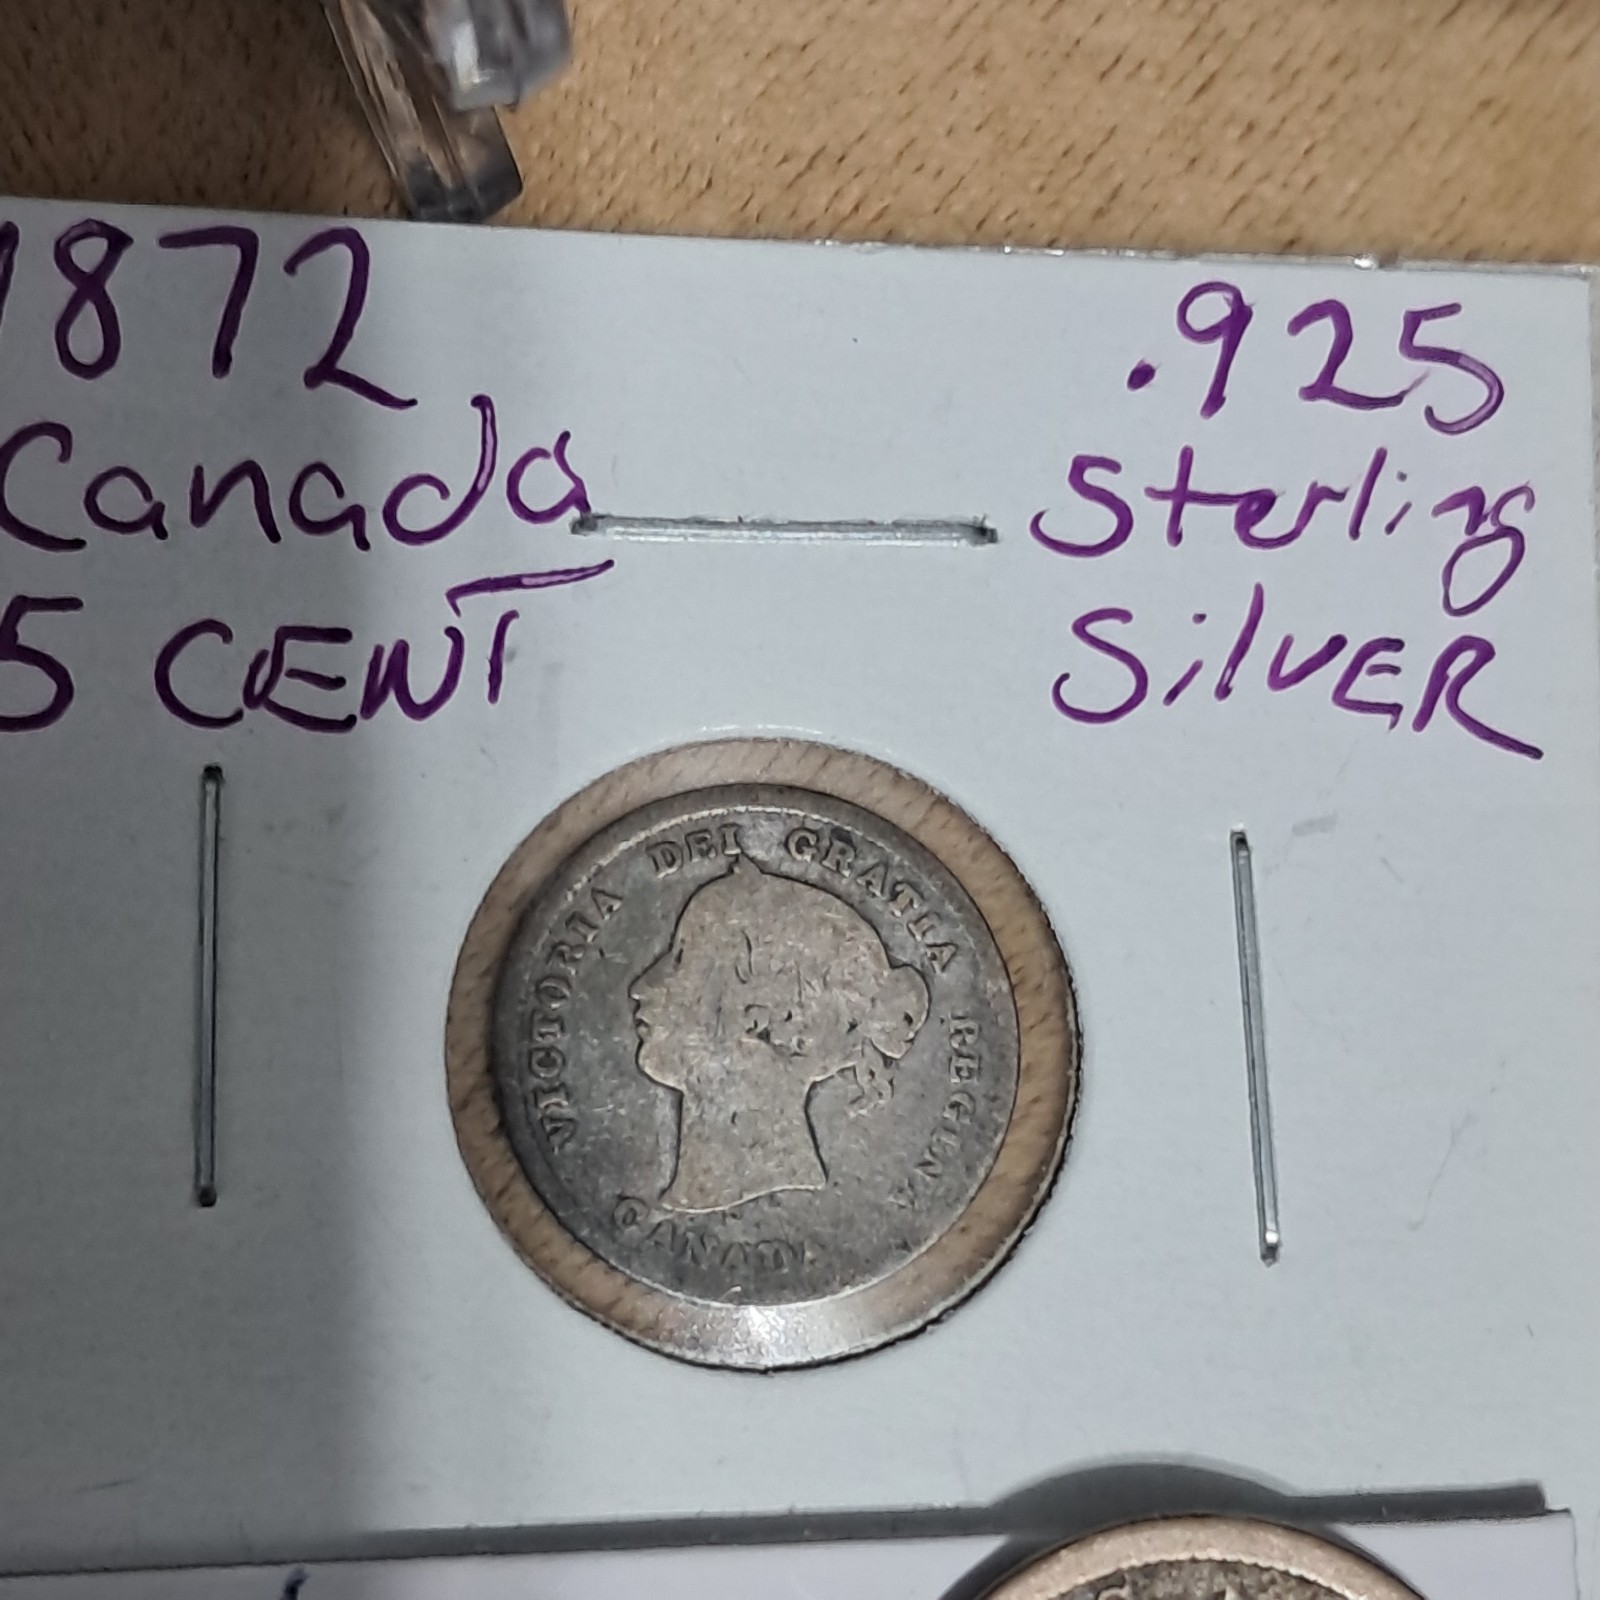 1872
Canada
5 CENT
.925
Sterling
SilvER
VICTORIA DEI GRATIA REGINA
CANADA